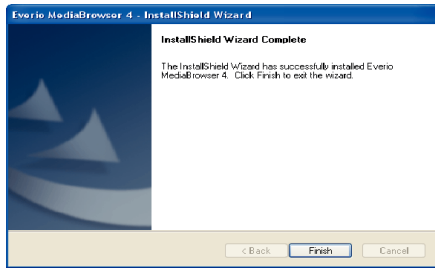 Everio MediaBrowser 4 - InstallShield Wizard
InstallShield Wizard Complete
The InstallShield Wizard has successfully installed Everio
MediaBrowser 4. Click Finish to exit the wizard.
< Back
Finish
Cancel